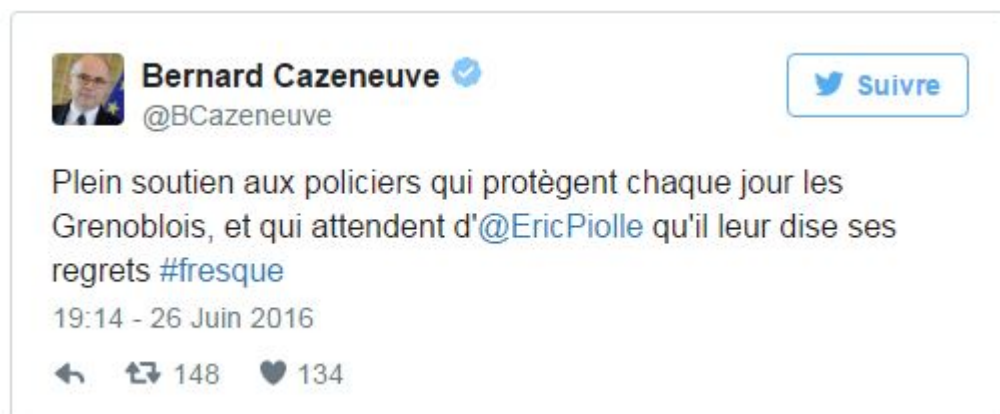 Bernard Cazeneuve
@BCazeneuve
Suivre
Plein soutien aux policiers qui protègent chaque jour les
Grenoblois, et qui attendent d'@EricPiolle qu'il leur dise ses
regrets #fresque
19:14 - 26 Juin 2016
148 134